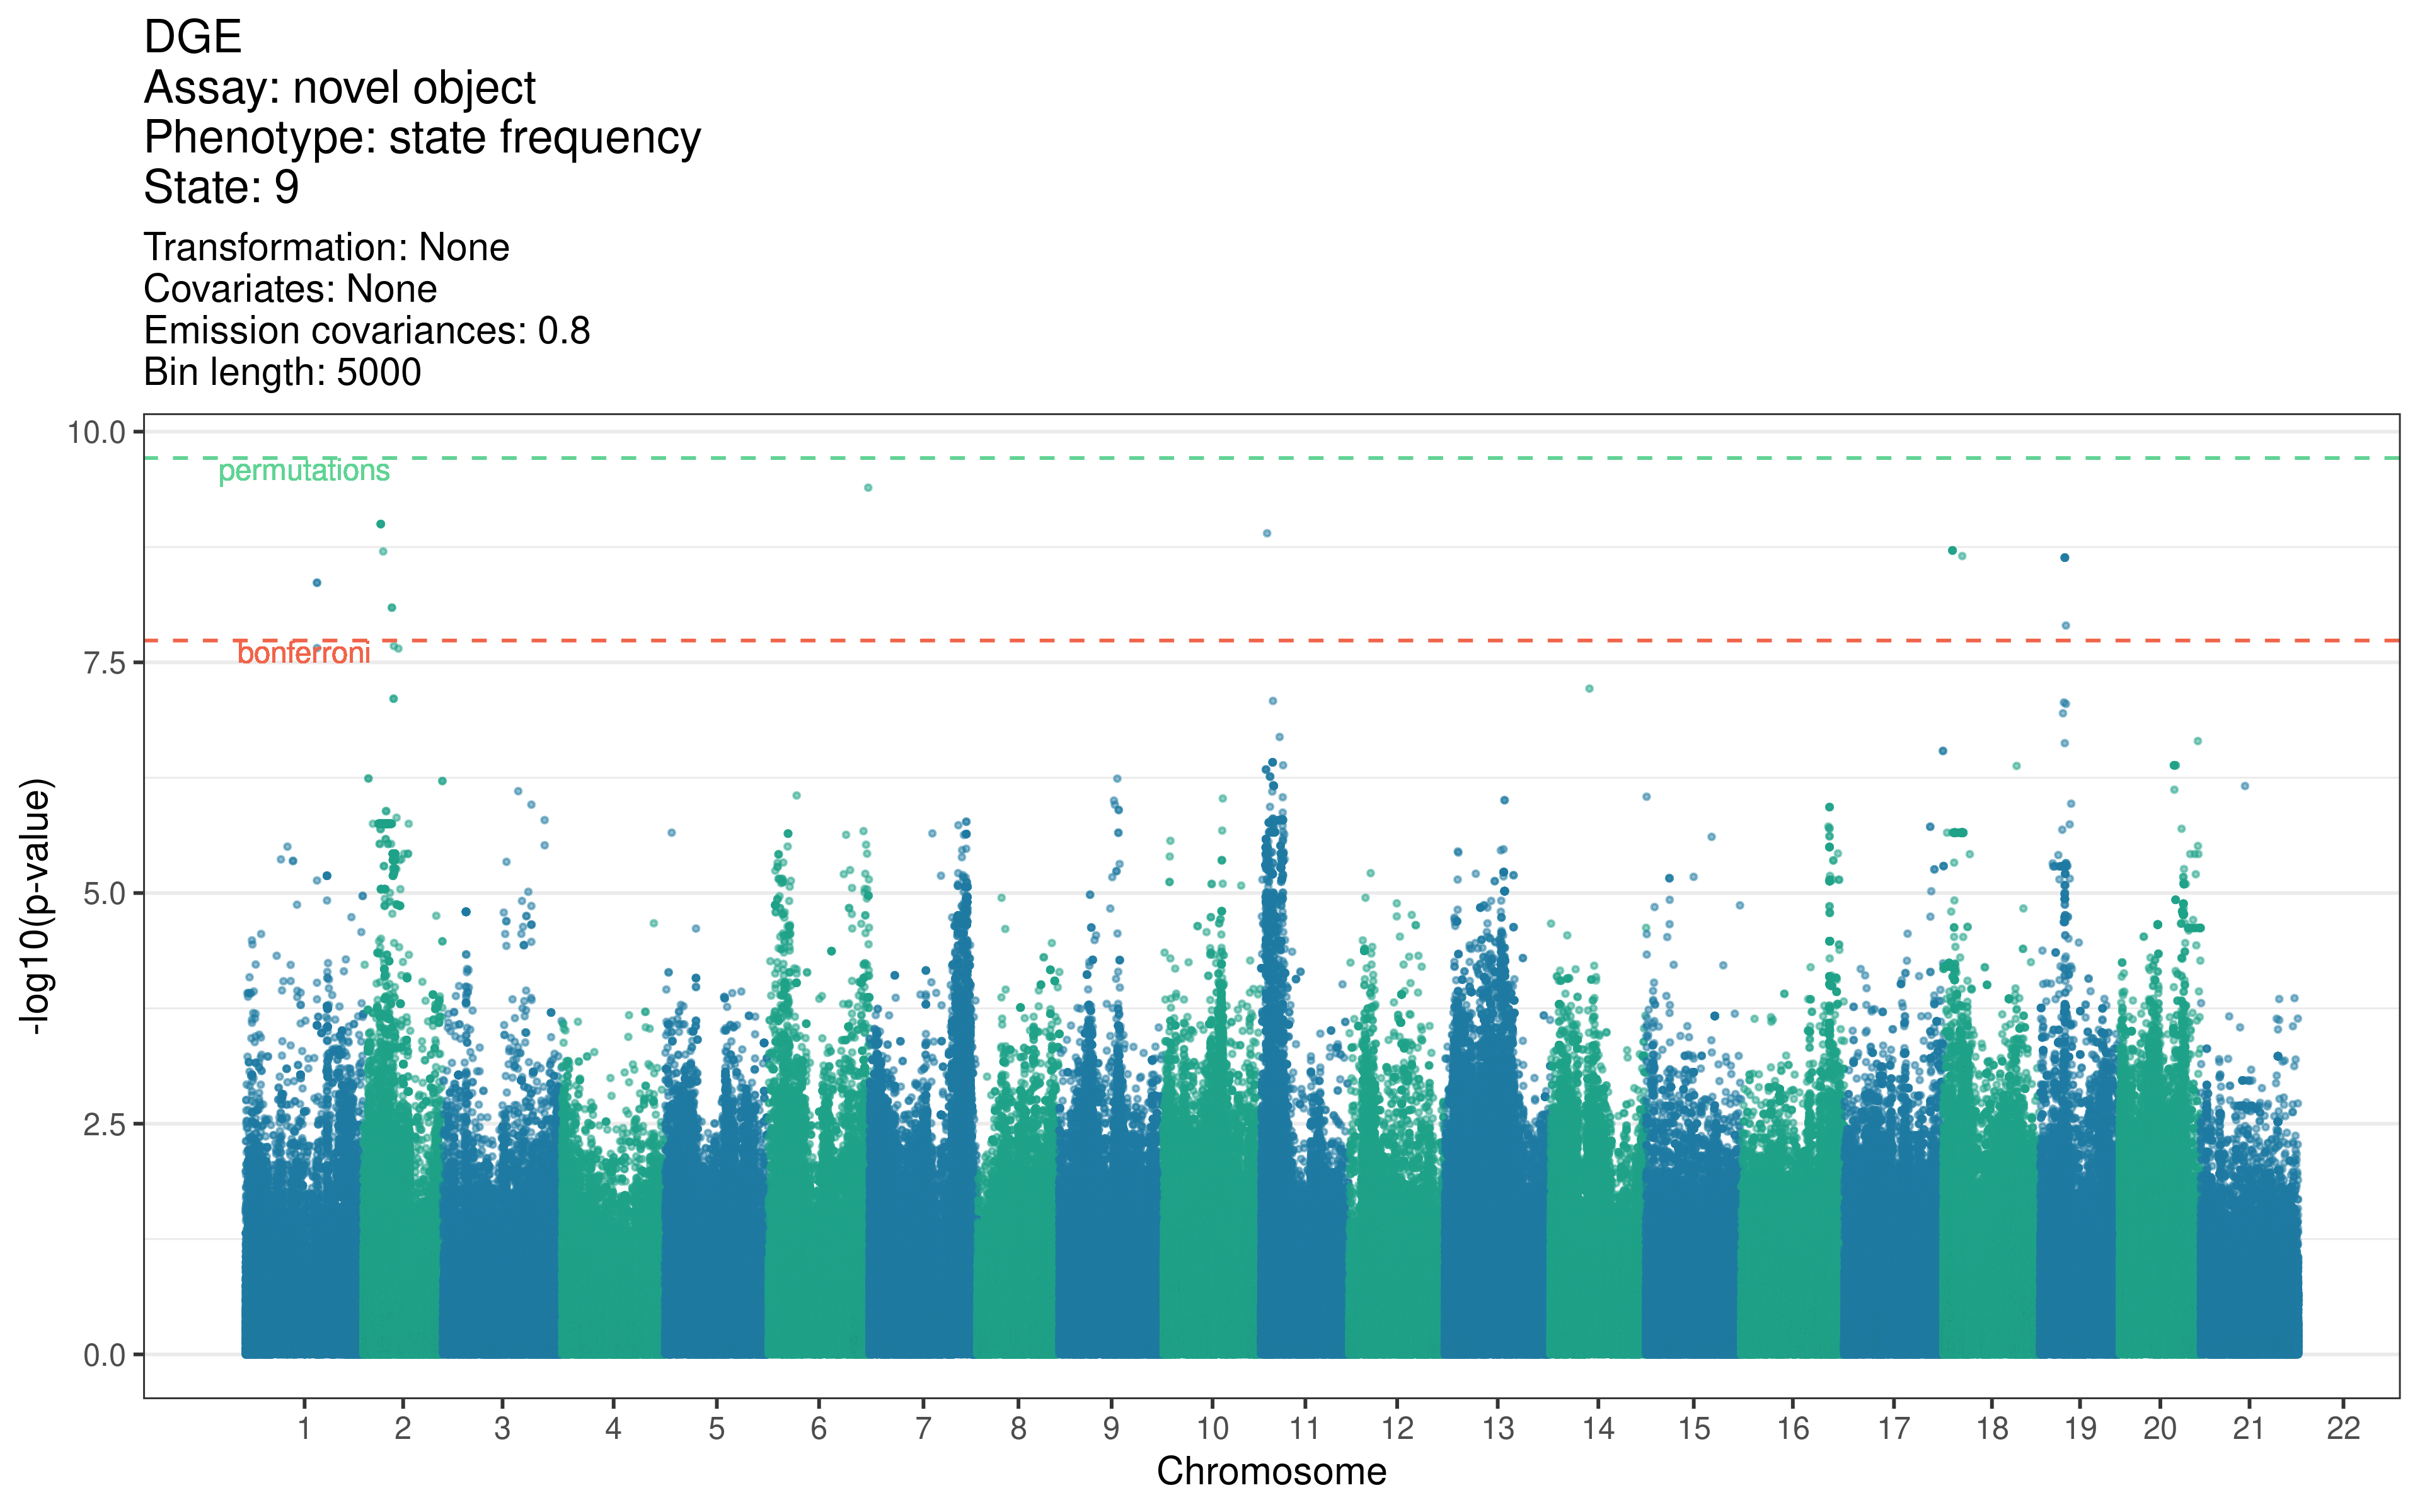 DGE
Assay: novel object
Phenotype: state frequency
State: 9
Transformation: None
Covariates: None
Emission covariances: 0.8
Bin length: 5000
10.0
permutations
bonferroni
7.5
5.0
2.5
0.0
-log10(p-value)
1 2 3 4 5 6 7 8 9 10 11 12 13 14 15 16 17 18 19 20 21 22
Chromosome